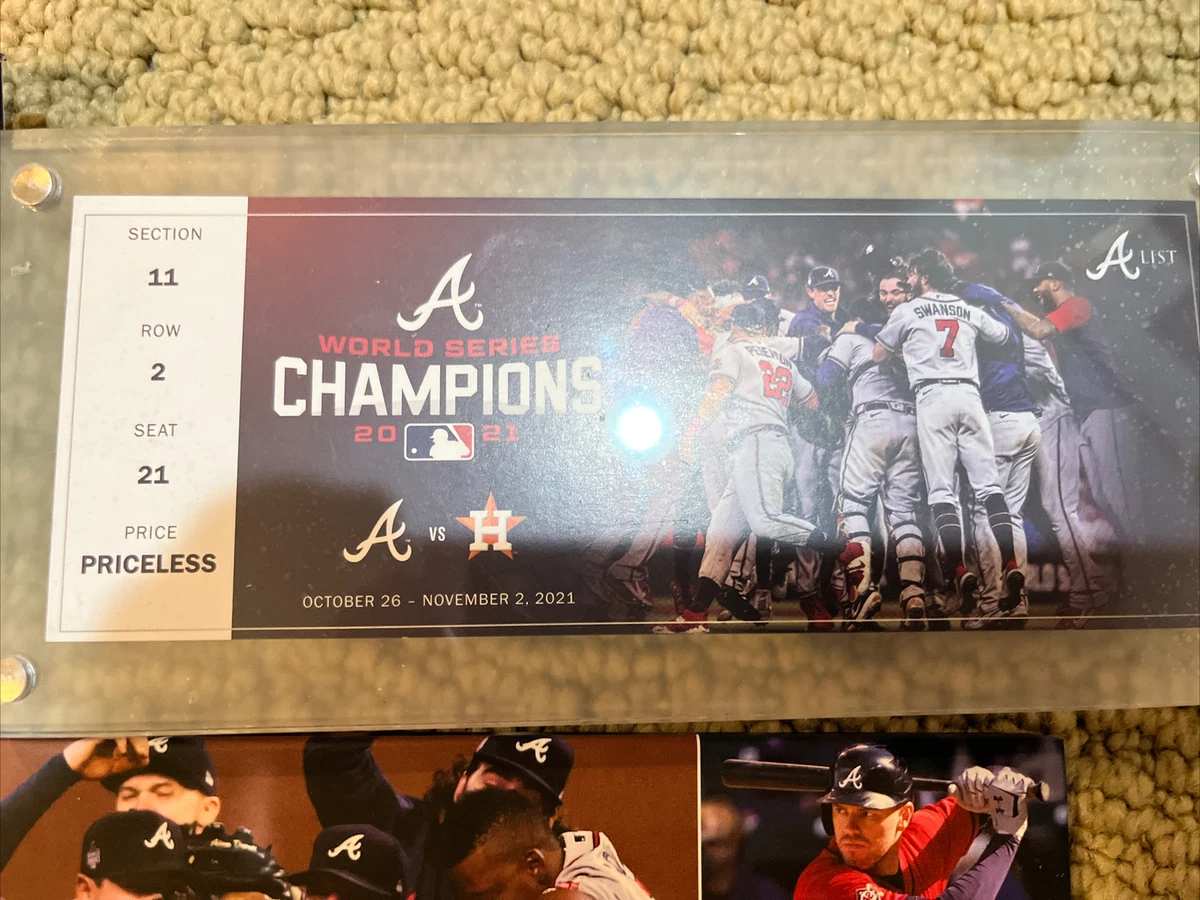 SECTION
11
ROW
2
SEAT
21
PRICE
PRICELESS
A
WORLD SERIES
CHAMPIONS
20 21
A VS H
OCTOBER 26 – NOVEMBER 2, 2021
A LIST
SWANSON
7
22
A
A
A
A
A